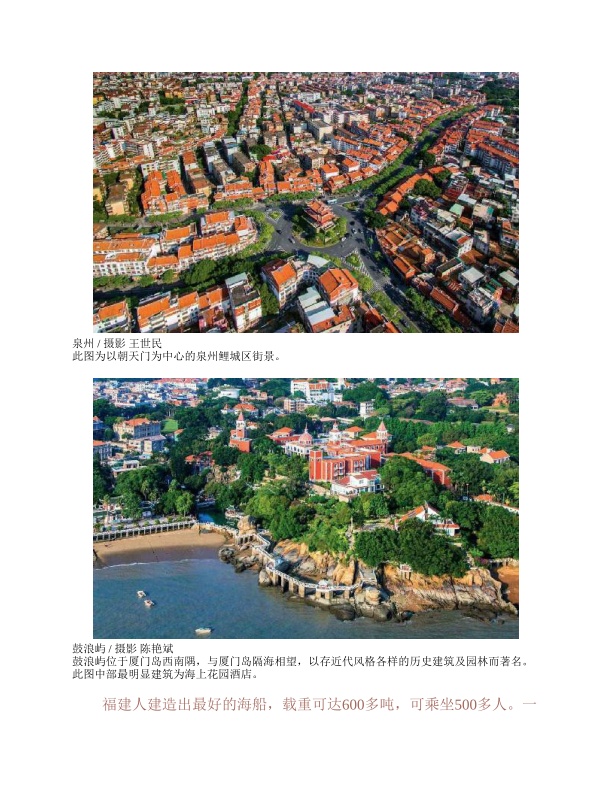 泉州 / 摄影 王世民
此图为以朝天门为中心的泉州鲤城区街景。
鼓浪屿 / 摄影 陈艳斌
鼓浪屿位于厦门岛西南隅，与厦门岛隔海相望，以存近代风格各样的历史建筑及园林而著名。
此图中部最明显建筑为海上花园酒店。
福建人建造出最好的海船，载重可达600多吨，可乘坐500多人。一